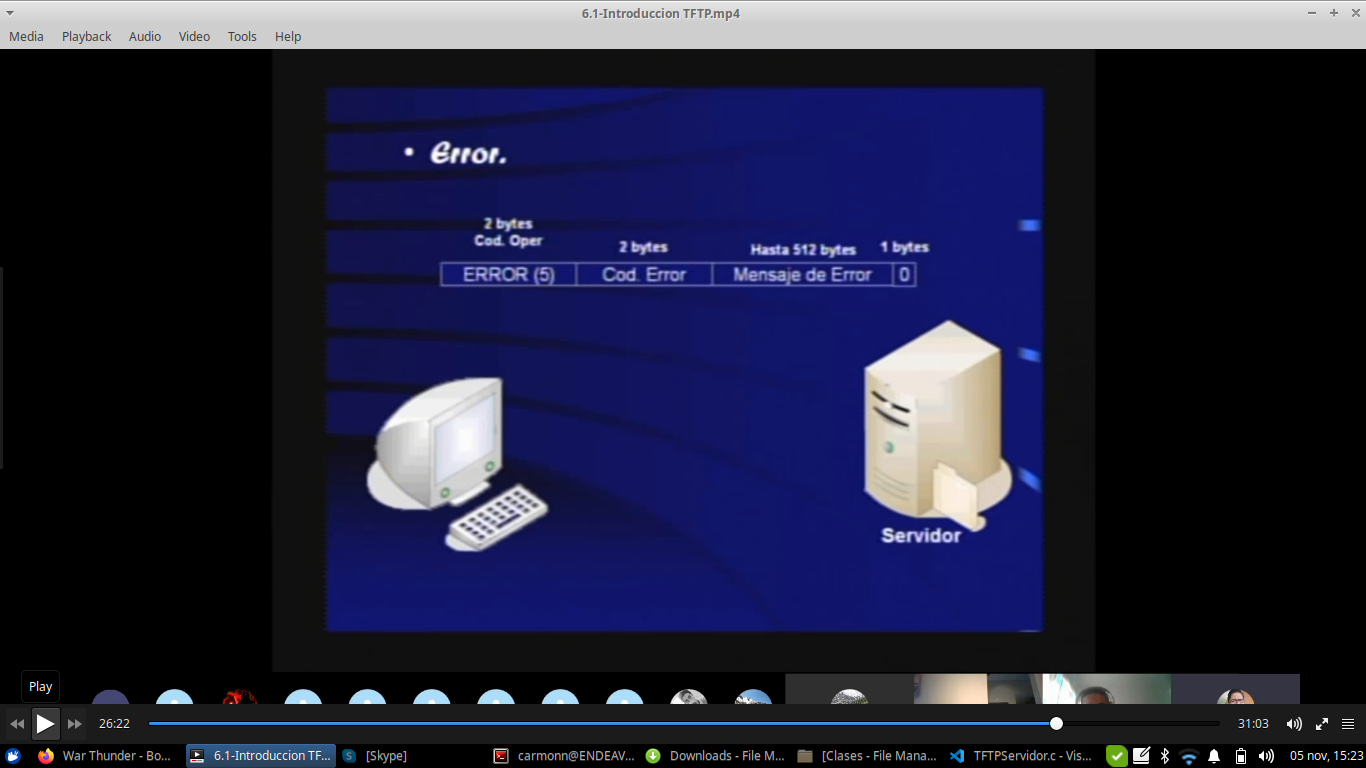 6.1-Introduccion TFTP.mp4
Media Playback Audio Video Tools Help
• Error.
2 bytes
Cod. Oper
2 bytes
Hasta 512 bytes
1 bytes
ERROR (5) Cod. Error Mensaje de Error 0
Servidor
Play
26:22
31:03
War Thunder - Bo...
6.1-Introduccion TF...
[Skype]
carmonn@ENDEAV...
Downloads - File M...
[Clases - File Mana...
TFTPServidor.c - Vis...
05 nov, 15:23